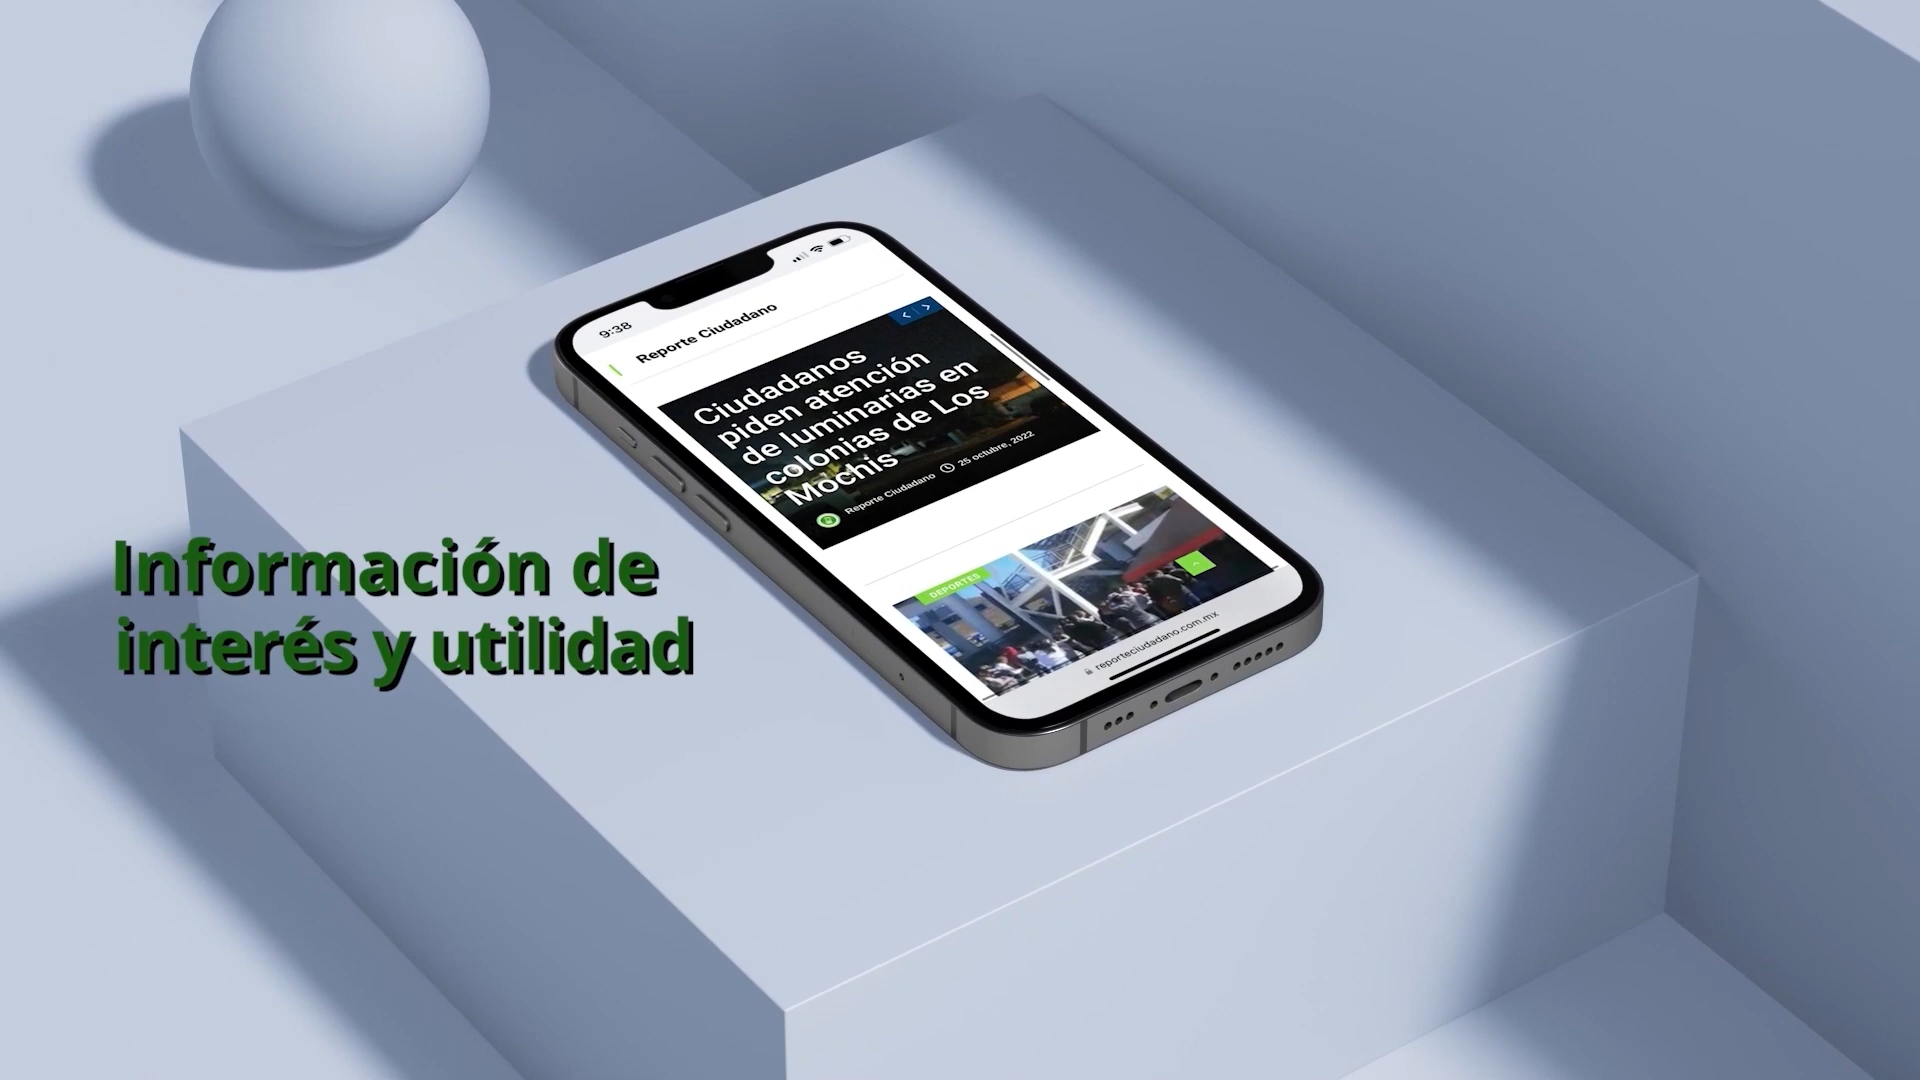 9:38
Reporte Ciudadano
Ciudadanos
piden atención
de luminarias en
colonias de Los
Mochis
Reporte Ciudadano 25 octubre, 2022
DEPORTES
reporteciudadano.com.mx
Información de
interés y utilidad